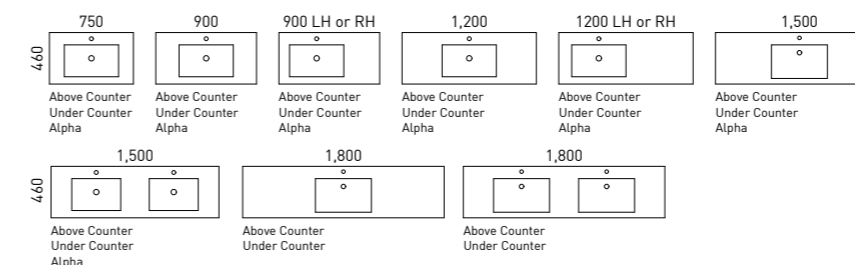 750 900 900 LH or RH 1,200 1200 LH or RH 1,500
460
Above Counter
Under Counter
Alpha
Above Counter
Under Counter
Alpha
Above Counter
Under Counter
Alpha
Above Counter
Under Counter
Alpha
Above Counter
Under Counter
Alpha
Above Counter
Under Counter
Alpha
1,500 1,800 1,800
460
Above Counter
Under Counter
Alpha
Above Counter
Under Counter
Above Counter
Under Counter